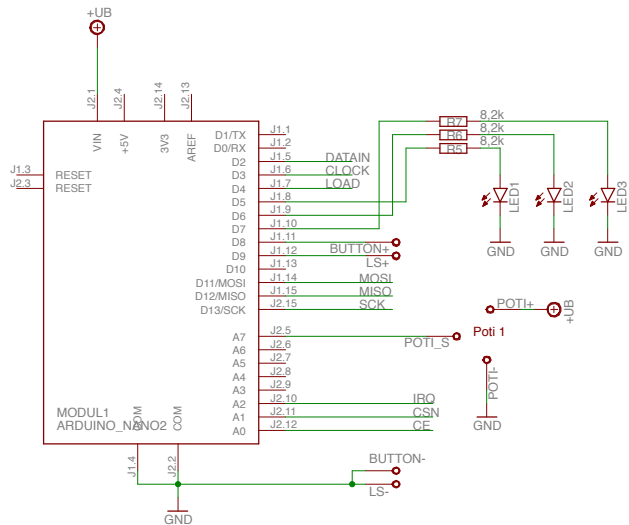 +UB
J2.1
J2.4
J2.14
J2.13
VIN
+5V
3V3
AREF
J1.3 RESET
J2.3 RESET
D1/TX J1.1
D0/RX J1.2
D2 J1.5 DATAIN
D3 J1.6 CLOCK
D4 J1.7 LOAD
D5 J1.8
D6 J1.9
D7 J1.10
D8 J1.11 BUTTON+
D9 J1.12 LS+
D10 J1.13
D11/MOSI J1.14 MOSI
D12/MISO J1.15 MISO
D13/SCK J2.15 SCK
A7 J2.5 POTI_S
A6 J2.6
A5 J2.7
A4 J2.8
A3 J2.9
A2 J2.10 IRQ
A1 J2.11 CSN
A0 J2.12 CE
R7 8,2k
R6 8,2k
R5 8,2k
LED1
LED2
LED3
GND
GND
GND
POTI+
+UB
Poti 1
POTI-
GND
MODUL1
ARDUINO_NANO2
COM
COM
J1.4
J2.2
GND
BUTTON-
LS-